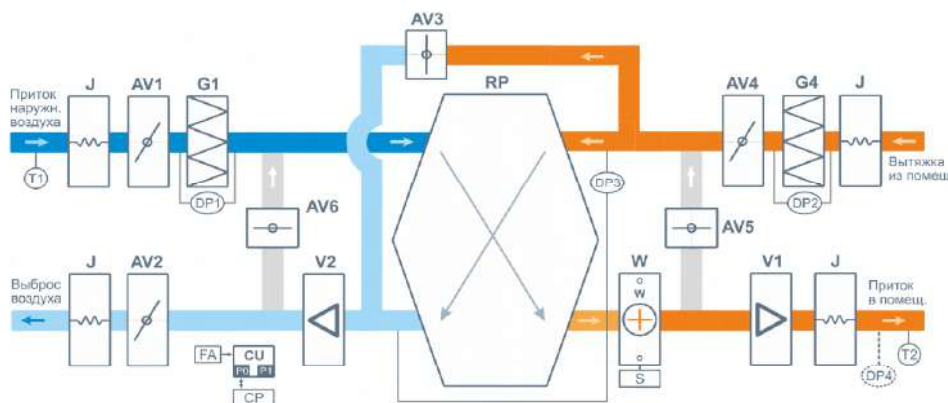 AV3
J
AV1
G1
RP
AV4
G4
J
Приток
наружн.
воздуха
T1
DP1
DP3
DP2
Вытяжка
из помещ
AV6
AV5
Выброс
воздуха
J
AV2
V2
W
W
V1
J
Приток
в помещ.
FA
CU
P0 P1
CP
S
DP4
T2